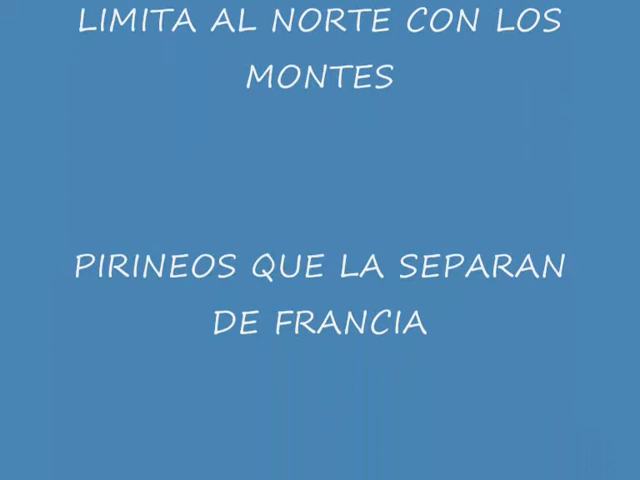 LIMITA AL NORTE CON LOS
MONTES
PIRINEOS QUE LA SEPARAN
DE FRANCIA